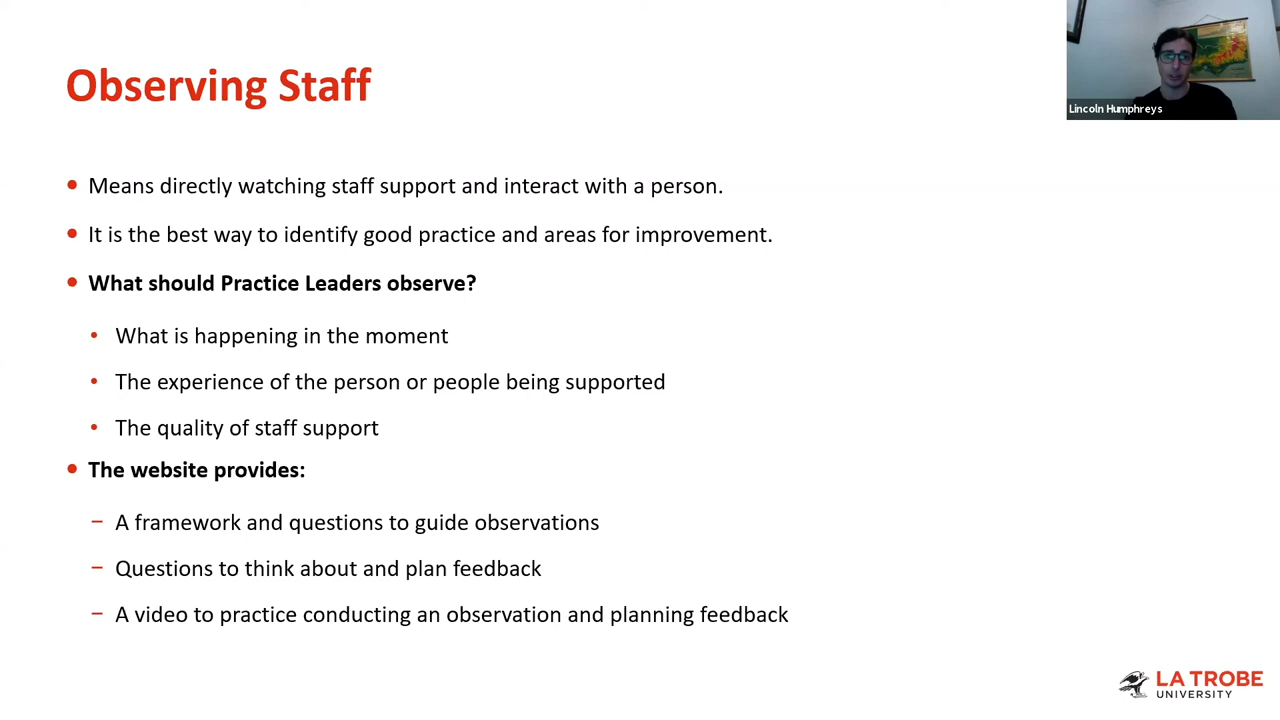 Observing Staff
Lincoln Humphreys
Means directly watching staff support and interact with a person.
It is the best way to identify good practice and areas for improvement.
What should Practice Leaders observe?
What is happening in the moment
The experience of the person or people being supported
The quality of staff support
The website provides:
A framework and questions to guide observations
Questions to think about and plan feedback
A video to practice conducting an observation and planning feedback
LA TROBE
UNIVERSITY